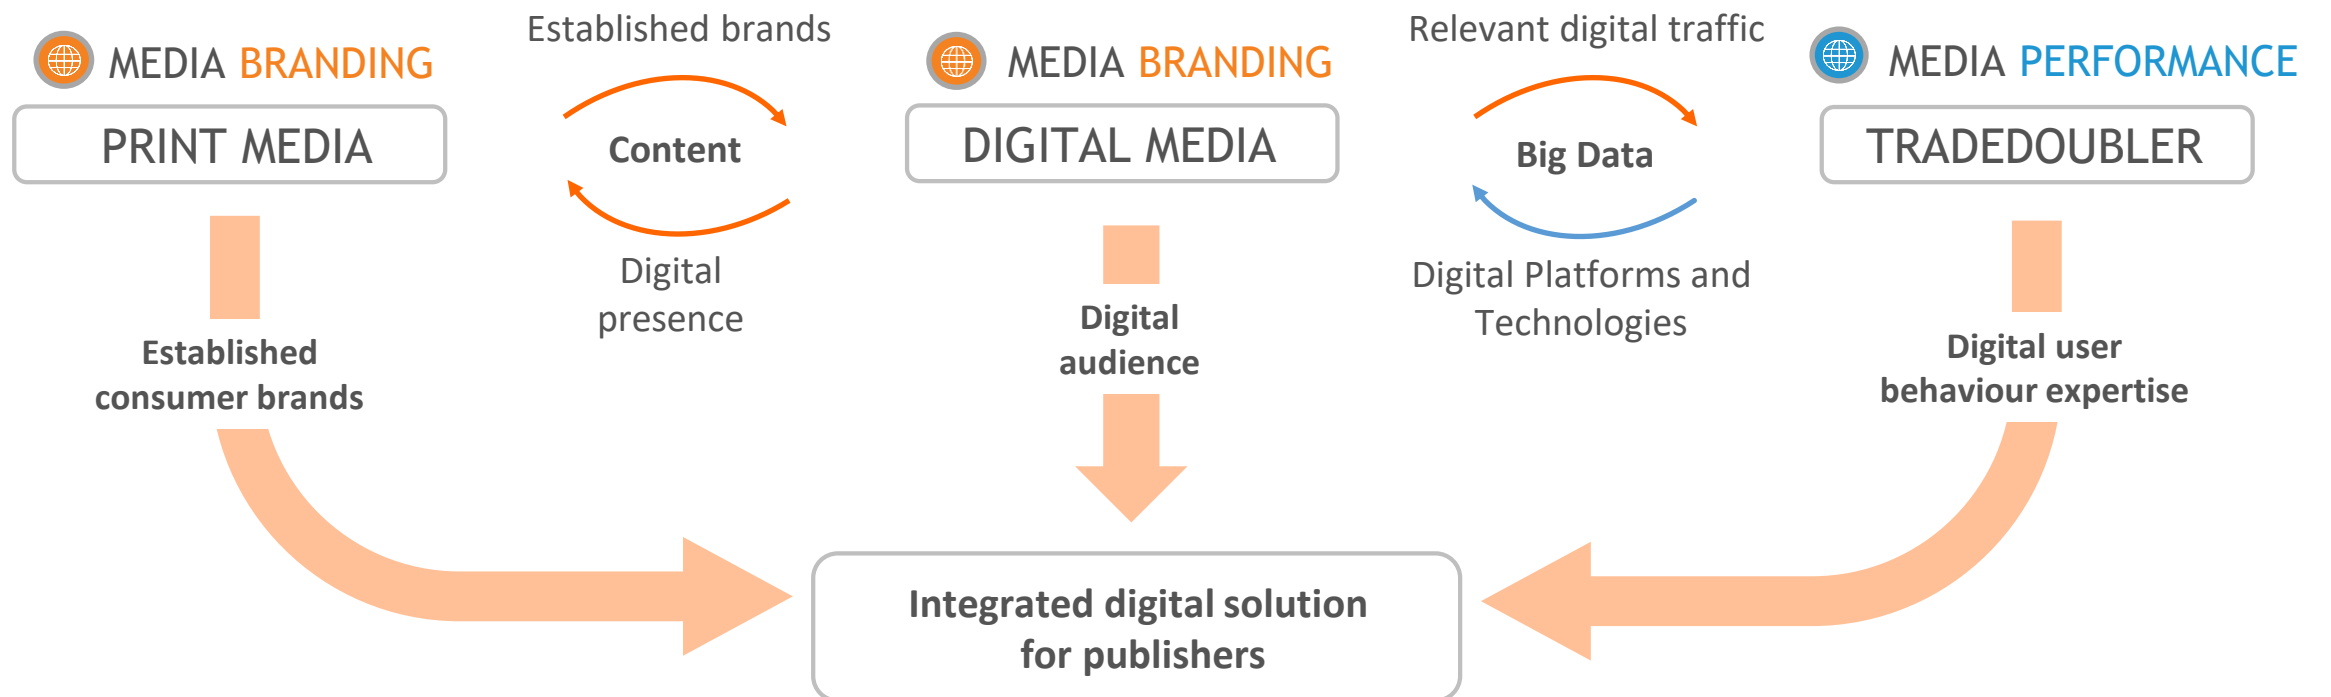 Established brands
Relevant digital traffic
MEDIA BRANDING
MEDIA BRANDING
MEDIA PERFORMANCE
PRINT MEDIA
Content
DIGITAL MEDIA
Big Data
TRADEDOUBLER
Digital
presence
Digital Platforms and
Technologies
Established
consumer brands
Digital
audience
Digital user
behaviour expertise
Integrated digital solution
for publishers